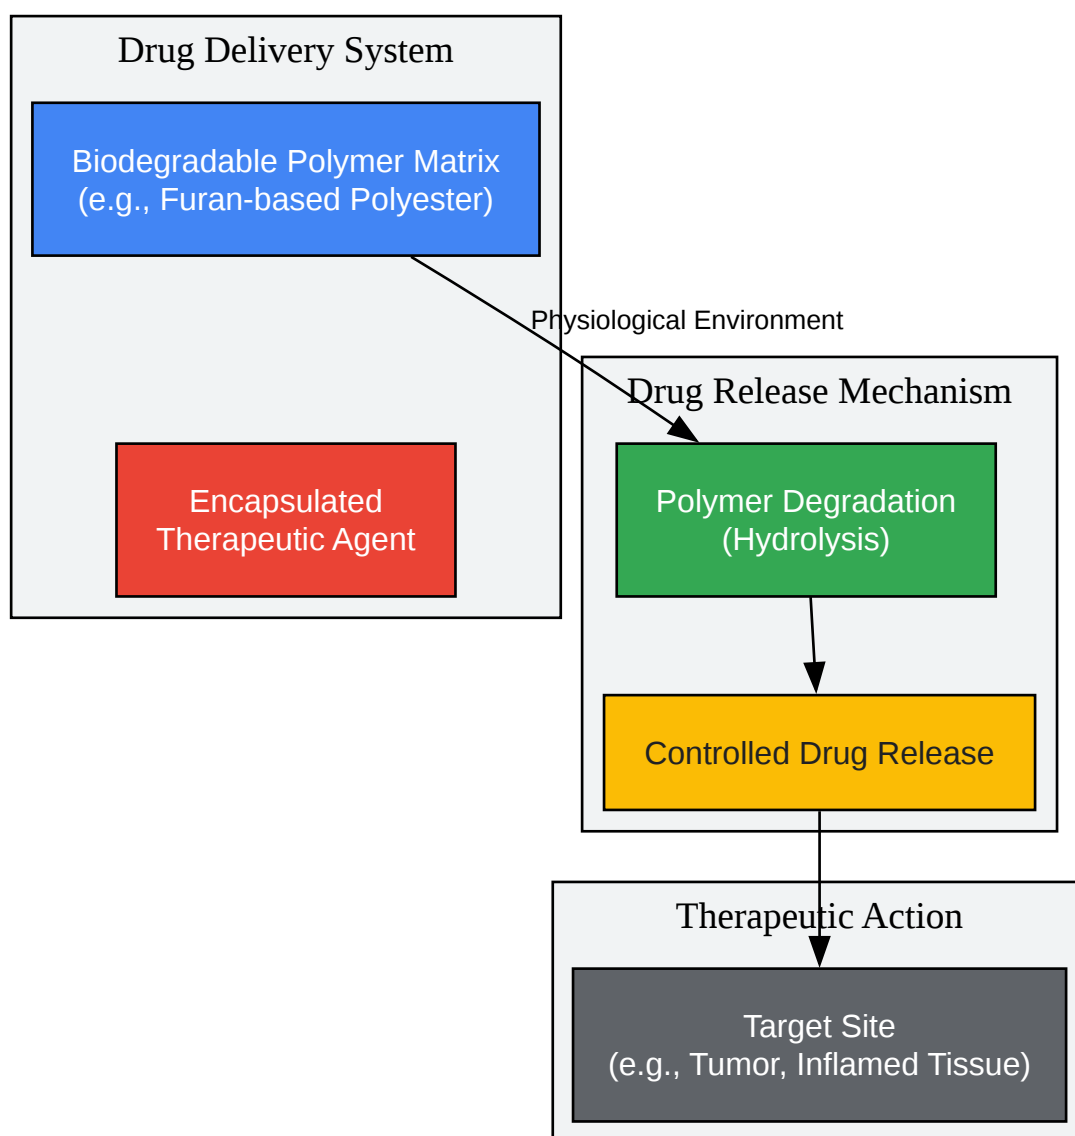 Drug Delivery System
Biodegradable Polymer Matrix
(e.g., Furan-based Polyester)
Physiological Environment
Encapsulated
Therapeutic Agent
Drug Release Mechanism
Polymer Degradation
(Hydrolysis)
Controlled Drug Release
Therapeutic Action
Target Site
(e.g., Tumor, Inflamed Tissue)